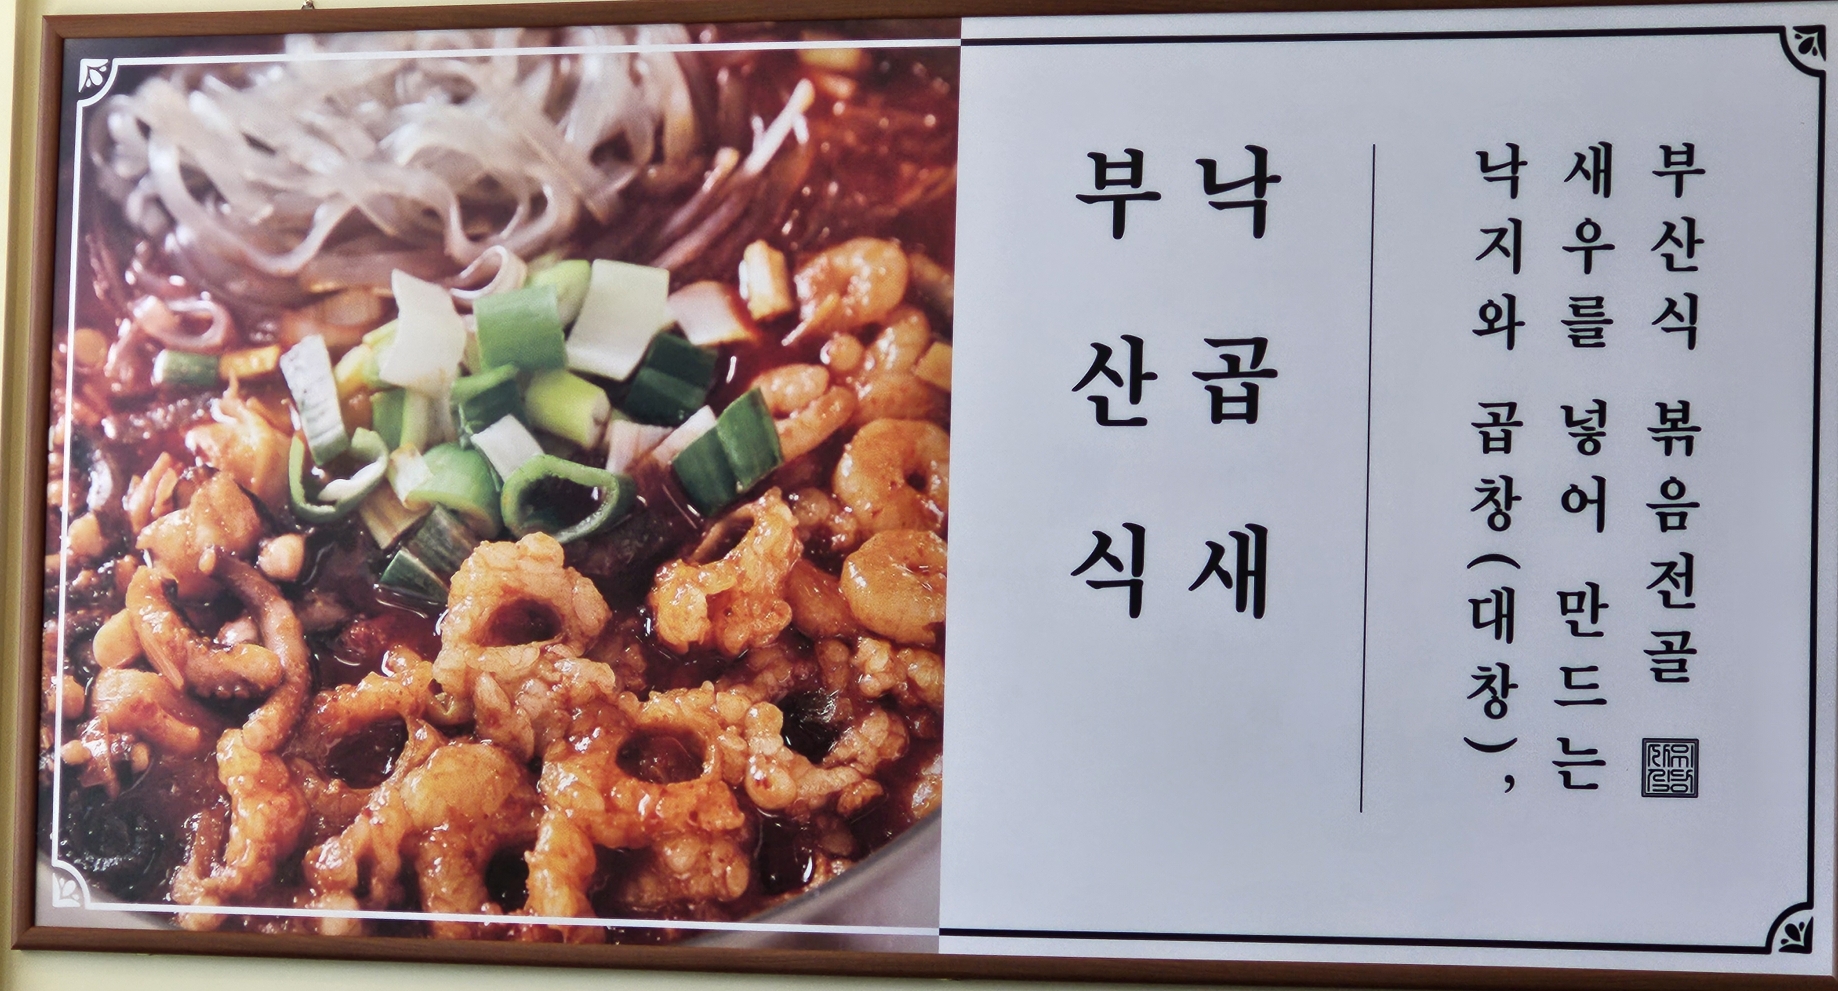 부산식
낙곱새
낙지와 곱창(대창),
새우를 넣어 만드는
부산식 볶음전골